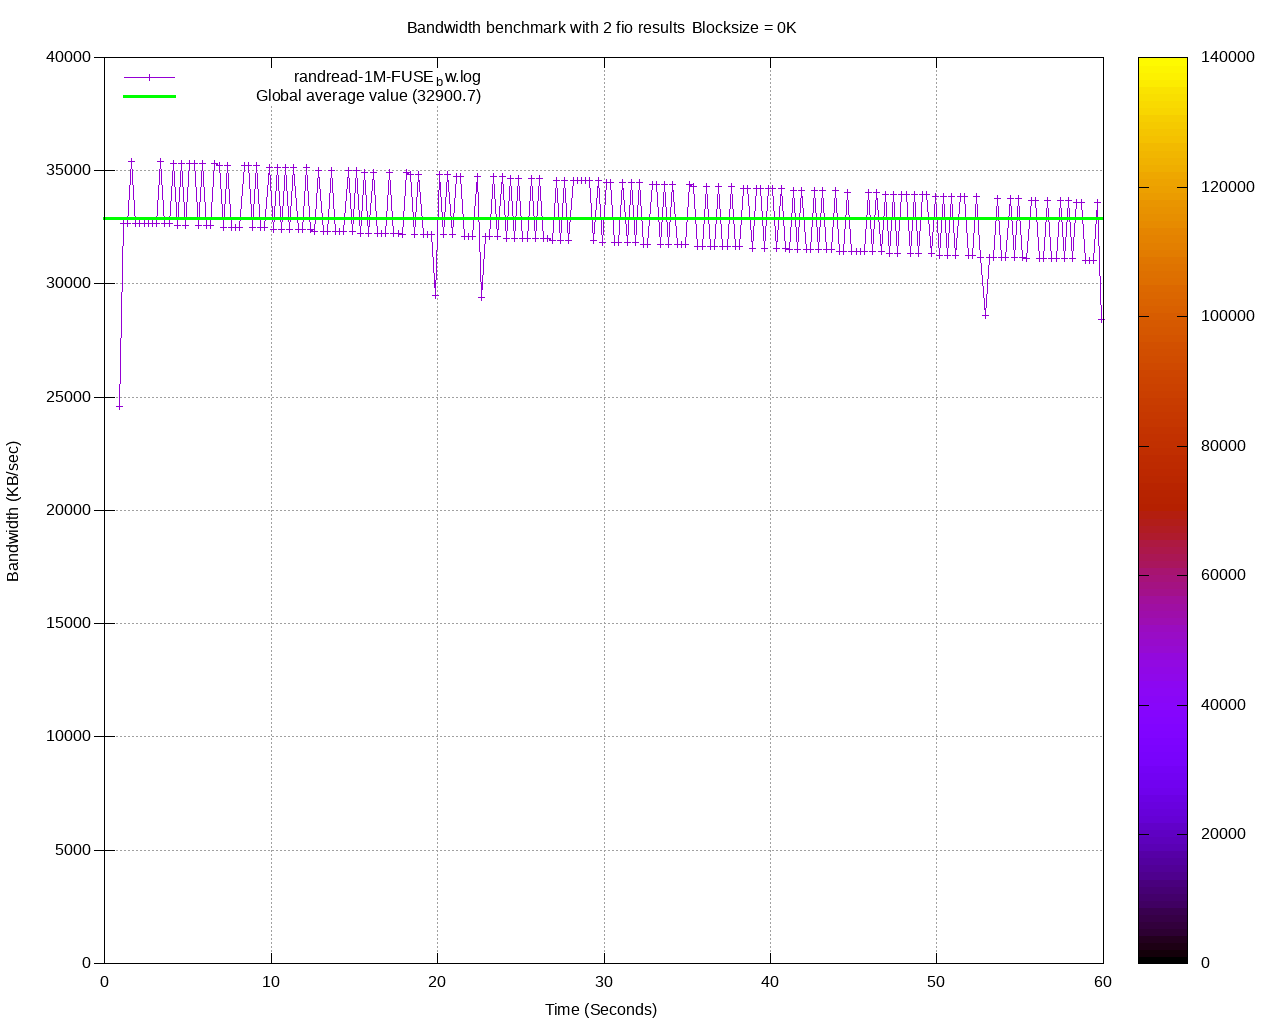 Bandwidth benchmark with 2 fio results Blocksize = 0K
randread-1M-FUSE_bw.log
Global average value (32900.7)
40000
35000
30000
25000
20000
15000
10000
5000
0
Bandwidth (KB/sec)
0 10 20 30 40 50 60
Time (Seconds)
140000
120000
100000
80000
60000
40000
20000
0